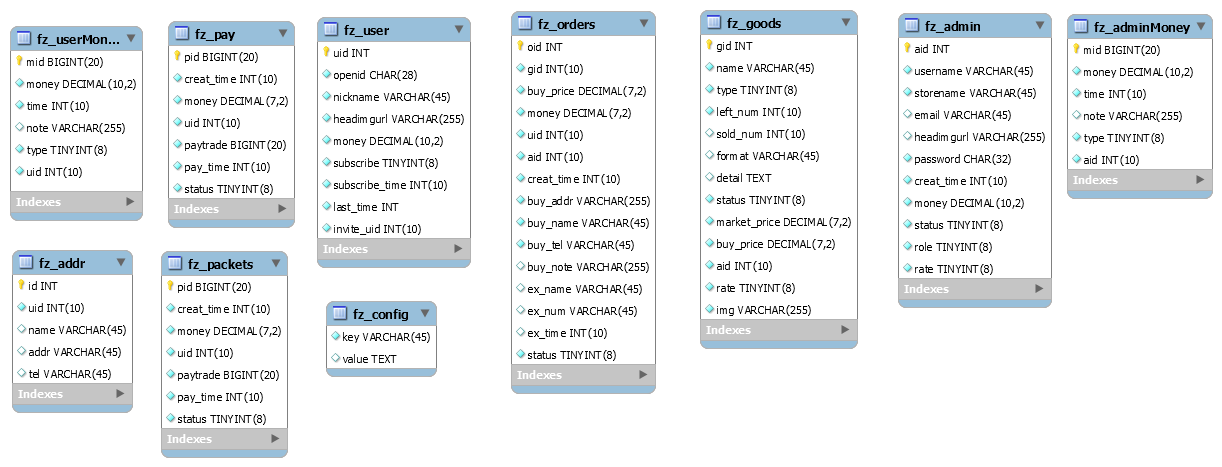 fz_userMon...
mid BIGINT(20)
money DECIMAL(10,2)
time INT(10)
note VARCHAR(255)
type TINYINT(8)
uid INT(10)
Indexes
fz_pay
pid BIGINT(20)
creat_time INT(10)
money DECIMAL(7,2)
uid INT(10)
paytrade BIGINT(20)
pay_time INT(10)
status TINYINT(8)
Indexes
fz_user
uid INT
openid CHAR(28)
nickname VARCHAR(45)
headimgurl VARCHAR(255)
money DECIMAL(10,2)
subscribe TINYINT(8)
subscribe_time INT(10)
last_time INT
invite_uid INT(10)
Indexes
fz_orders
oid INT
gid INT(10)
buy_price DECIMAL(7,2)
money DECIMAL(7,2)
uid INT(10)
aid INT(10)
creat_time INT(10)
buy_addr VARCHAR(255)
buy_name VARCHAR(45)
buy_tel VARCHAR(45)
buy_note VARCHAR(255)
ex_name VARCHAR(45)
ex_num VARCHAR(45)
ex_time INT(10)
status TINYINT(8)
Indexes
fz_goods
gid INT
name VARCHAR(45)
type TINYINT(8)
left_num INT(10)
sold_num INT(10)
format VARCHAR(45)
detail TEXT
status TINYINT(8)
market_price DECIMAL(7,2)
buy_price DECIMAL(7,2)
aid INT(10)
rate TINYINT(8)
img VARCHAR(255)
Indexes
fz_admin
aid INT
username VARCHAR(45)
storename VARCHAR(45)
email VARCHAR(45)
headimgurl VARCHAR(255)
password CHAR(32)
creat_time INT(10)
money DECIMAL(10,2)
status TINYINT(8)
role TINYINT(8)
rate TINYINT(8)
Indexes
fz_adminMoney
mid BIGINT(20)
money DECIMAL(10,2)
time INT(10)
note VARCHAR(255)
type TINYINT(8)
aid INT(10)
Indexes
fz_addr
id INT
uid INT(10)
name VARCHAR(45)
addr VARCHAR(45)
tel VARCHAR(45)
Indexes
fz_packets
pid BIGINT(20)
creat_time INT(10)
money DECIMAL(7,2)
uid INT(10)
paytrade BIGINT(20)
pay_time INT(10)
status TINYINT(8)
Indexes
fz_config
key VARCHAR(45)
value TEXT